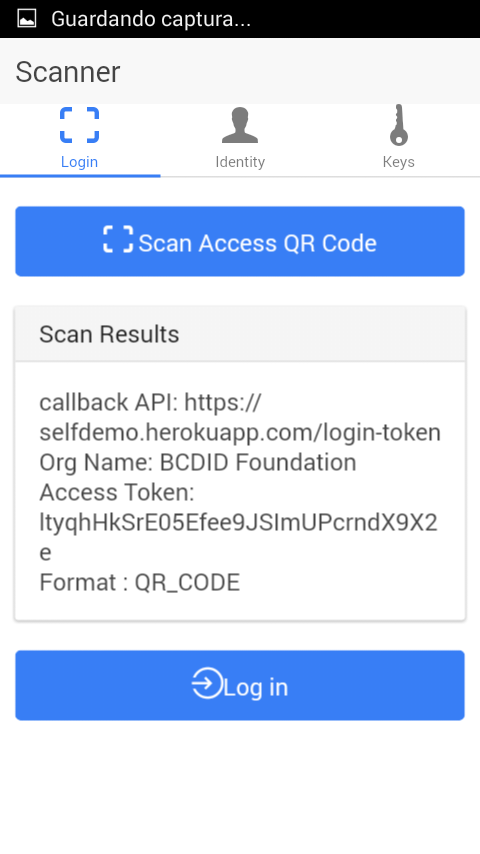 Guardando captura...
Scanner
Login
Identity
Keys
Scan Access QR Code
Scan Results
callback API: https://
selfdemo.herokuapp.com/login-token
Org Name: BCDID Foundation
Access Token:
ltyqhHkSrE05Efee9JSImUPcrndX9X2
e
Format : QR_CODE
Log in